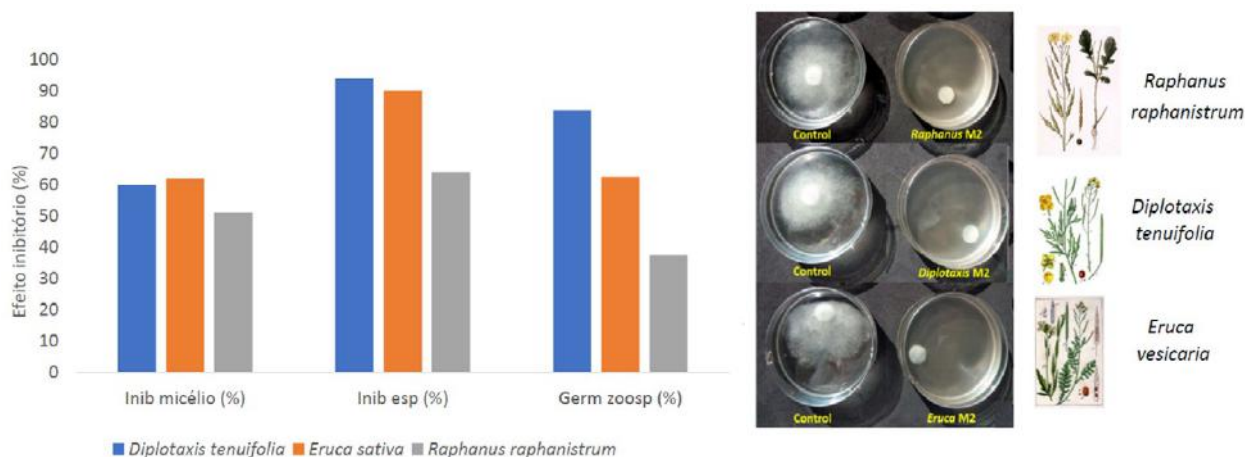 Efeito inibitório (%)
100
90
80
70
60
50
40
30
20
10
0
Inib micélio (%)
Inib esp (%)
Germ zoosp (%)
Diplotaxis tenuifolia
Eruca sativa
Raphanus raphanistrum
Control
Raphanus M2
Control
Diplotaxis M2
Control
Eruca M2
Raphanus
raphanistrum
Diplotaxis
tenuifolia
Eruca
vesicaria